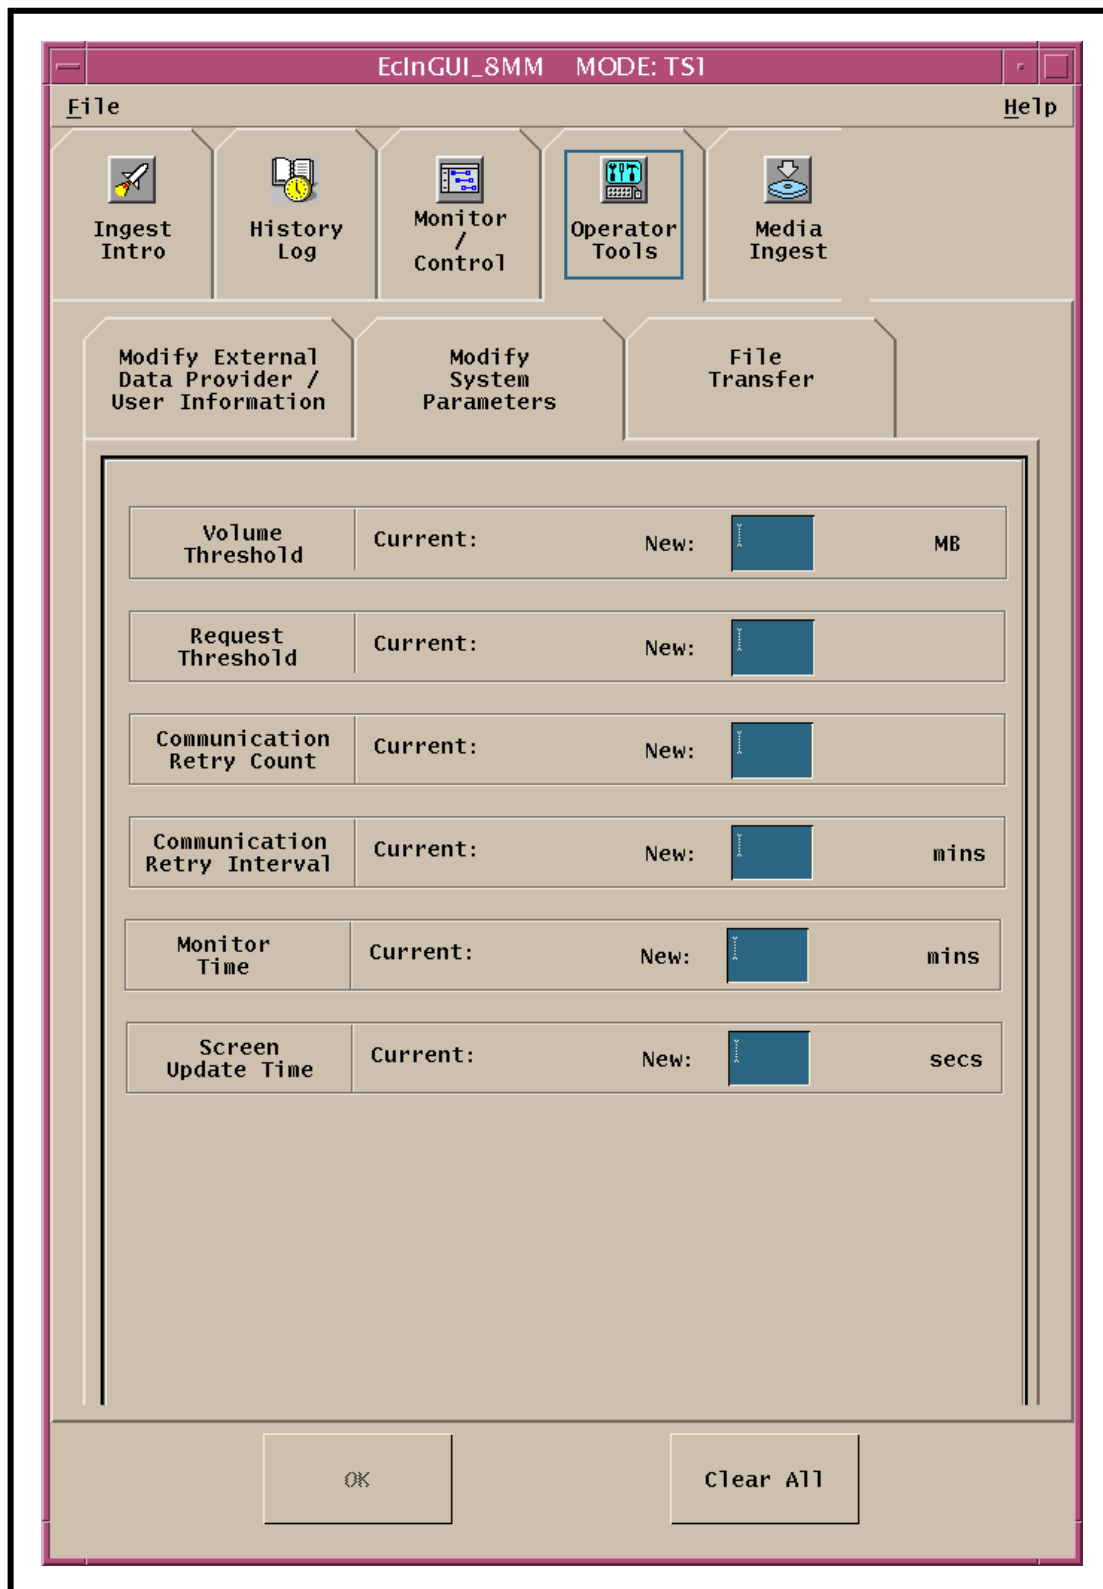 EcInGUI_8MM MODE: TS1
File Help
Ingest
Intro
History
Log
Monitor
/
Control
Operator
Tools
Media
Ingest
Modify External
Data Provider /
User Information
Modify
System
Parameters
File
Transfer
Volume
Threshold
Current: New: MB
Request
Threshold
Current: New:
Communication
Retry Count
Current: New:
Communication
Retry Interval
Current: New: mins
Monitor
Time
Current: New: mins
Screen
Update Time
Current: New: secs
OK Clear All